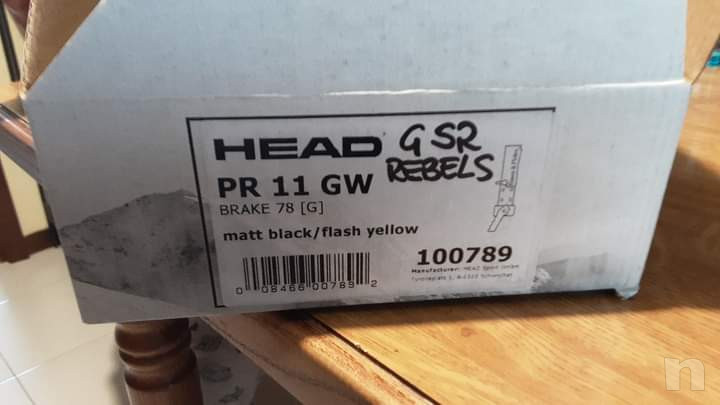 HEAD
GSR
REBELS
PR 11 GW
BRAKE 78 [G]
matt black/flash yellow
100789
Manufacturer: HEAD Sport GmbH
0 08466 00789 2
n